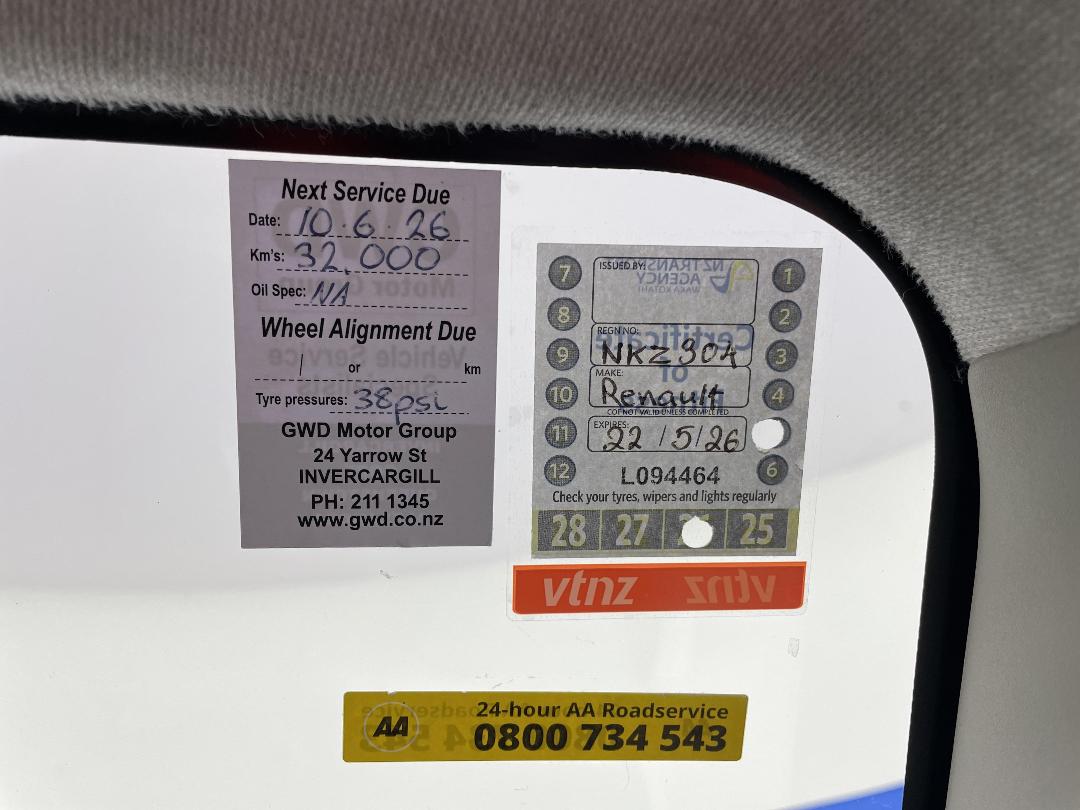 Next Service Due
Date: 10.6.26
Km's: 32,000
Oil Spec: NA
Wheel Alignment Due
/ or km
Tyre pressures: 38psi
GWD Motor Group
24 Yarrow St
INVERCARGILL
PH: 211 1345
www.gwd.co.nz
7 ISSUED BY: NZ TRANSPORT AGENCY WAKA KOTAHI 1
8 2
REGN NO:
9 NKZ904 3
Certificate of
MAKE:
10 Renault 4
COF NOT VALID UNLESS COMPLETED
EXPIRES:
11 22/5/26
12 L094464 6
Check your tyres, wipers and lights regularly
28 27 25
vtnz vtnz
AA 24-hour AA Roadservice
0800 734 543